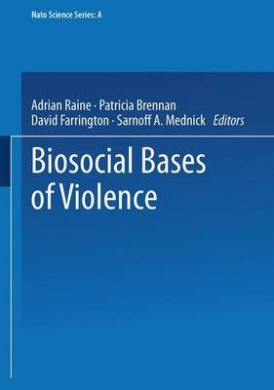 Nato Science Series: A
Adrian Raine · Patricia Brennan
David Farrington · Sarnoff A. Mednick Editors
Biosocial Bases
of Violence